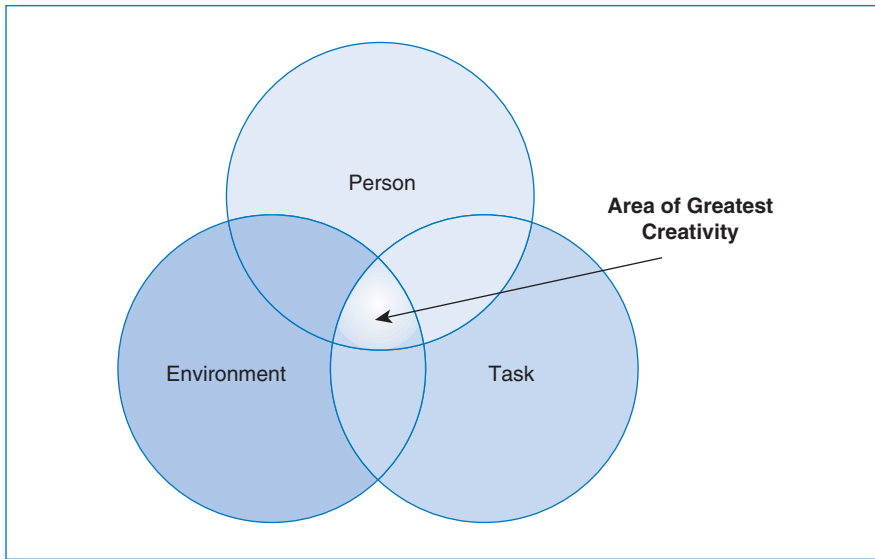 Person
Area of Greatest
Creativity
Environment
Task